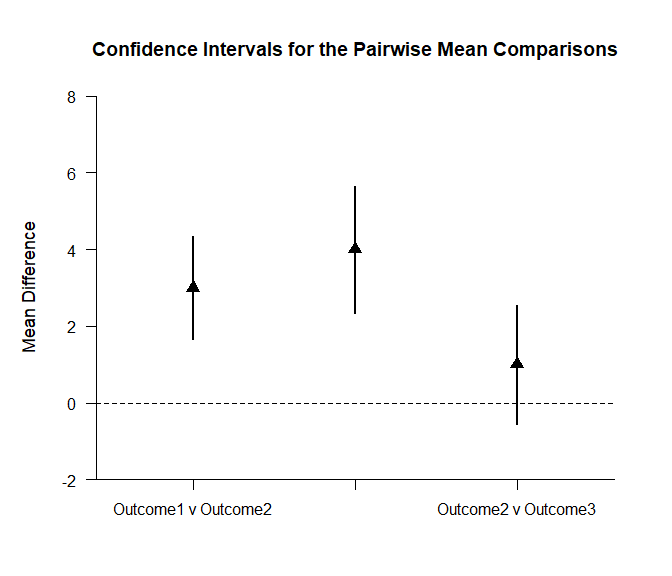 Confidence Intervals for the Pairwise Mean Comparisons
Mean Difference
8
6
4
2
0
-2
Outcome1 v Outcome2
Outcome2 v Outcome3